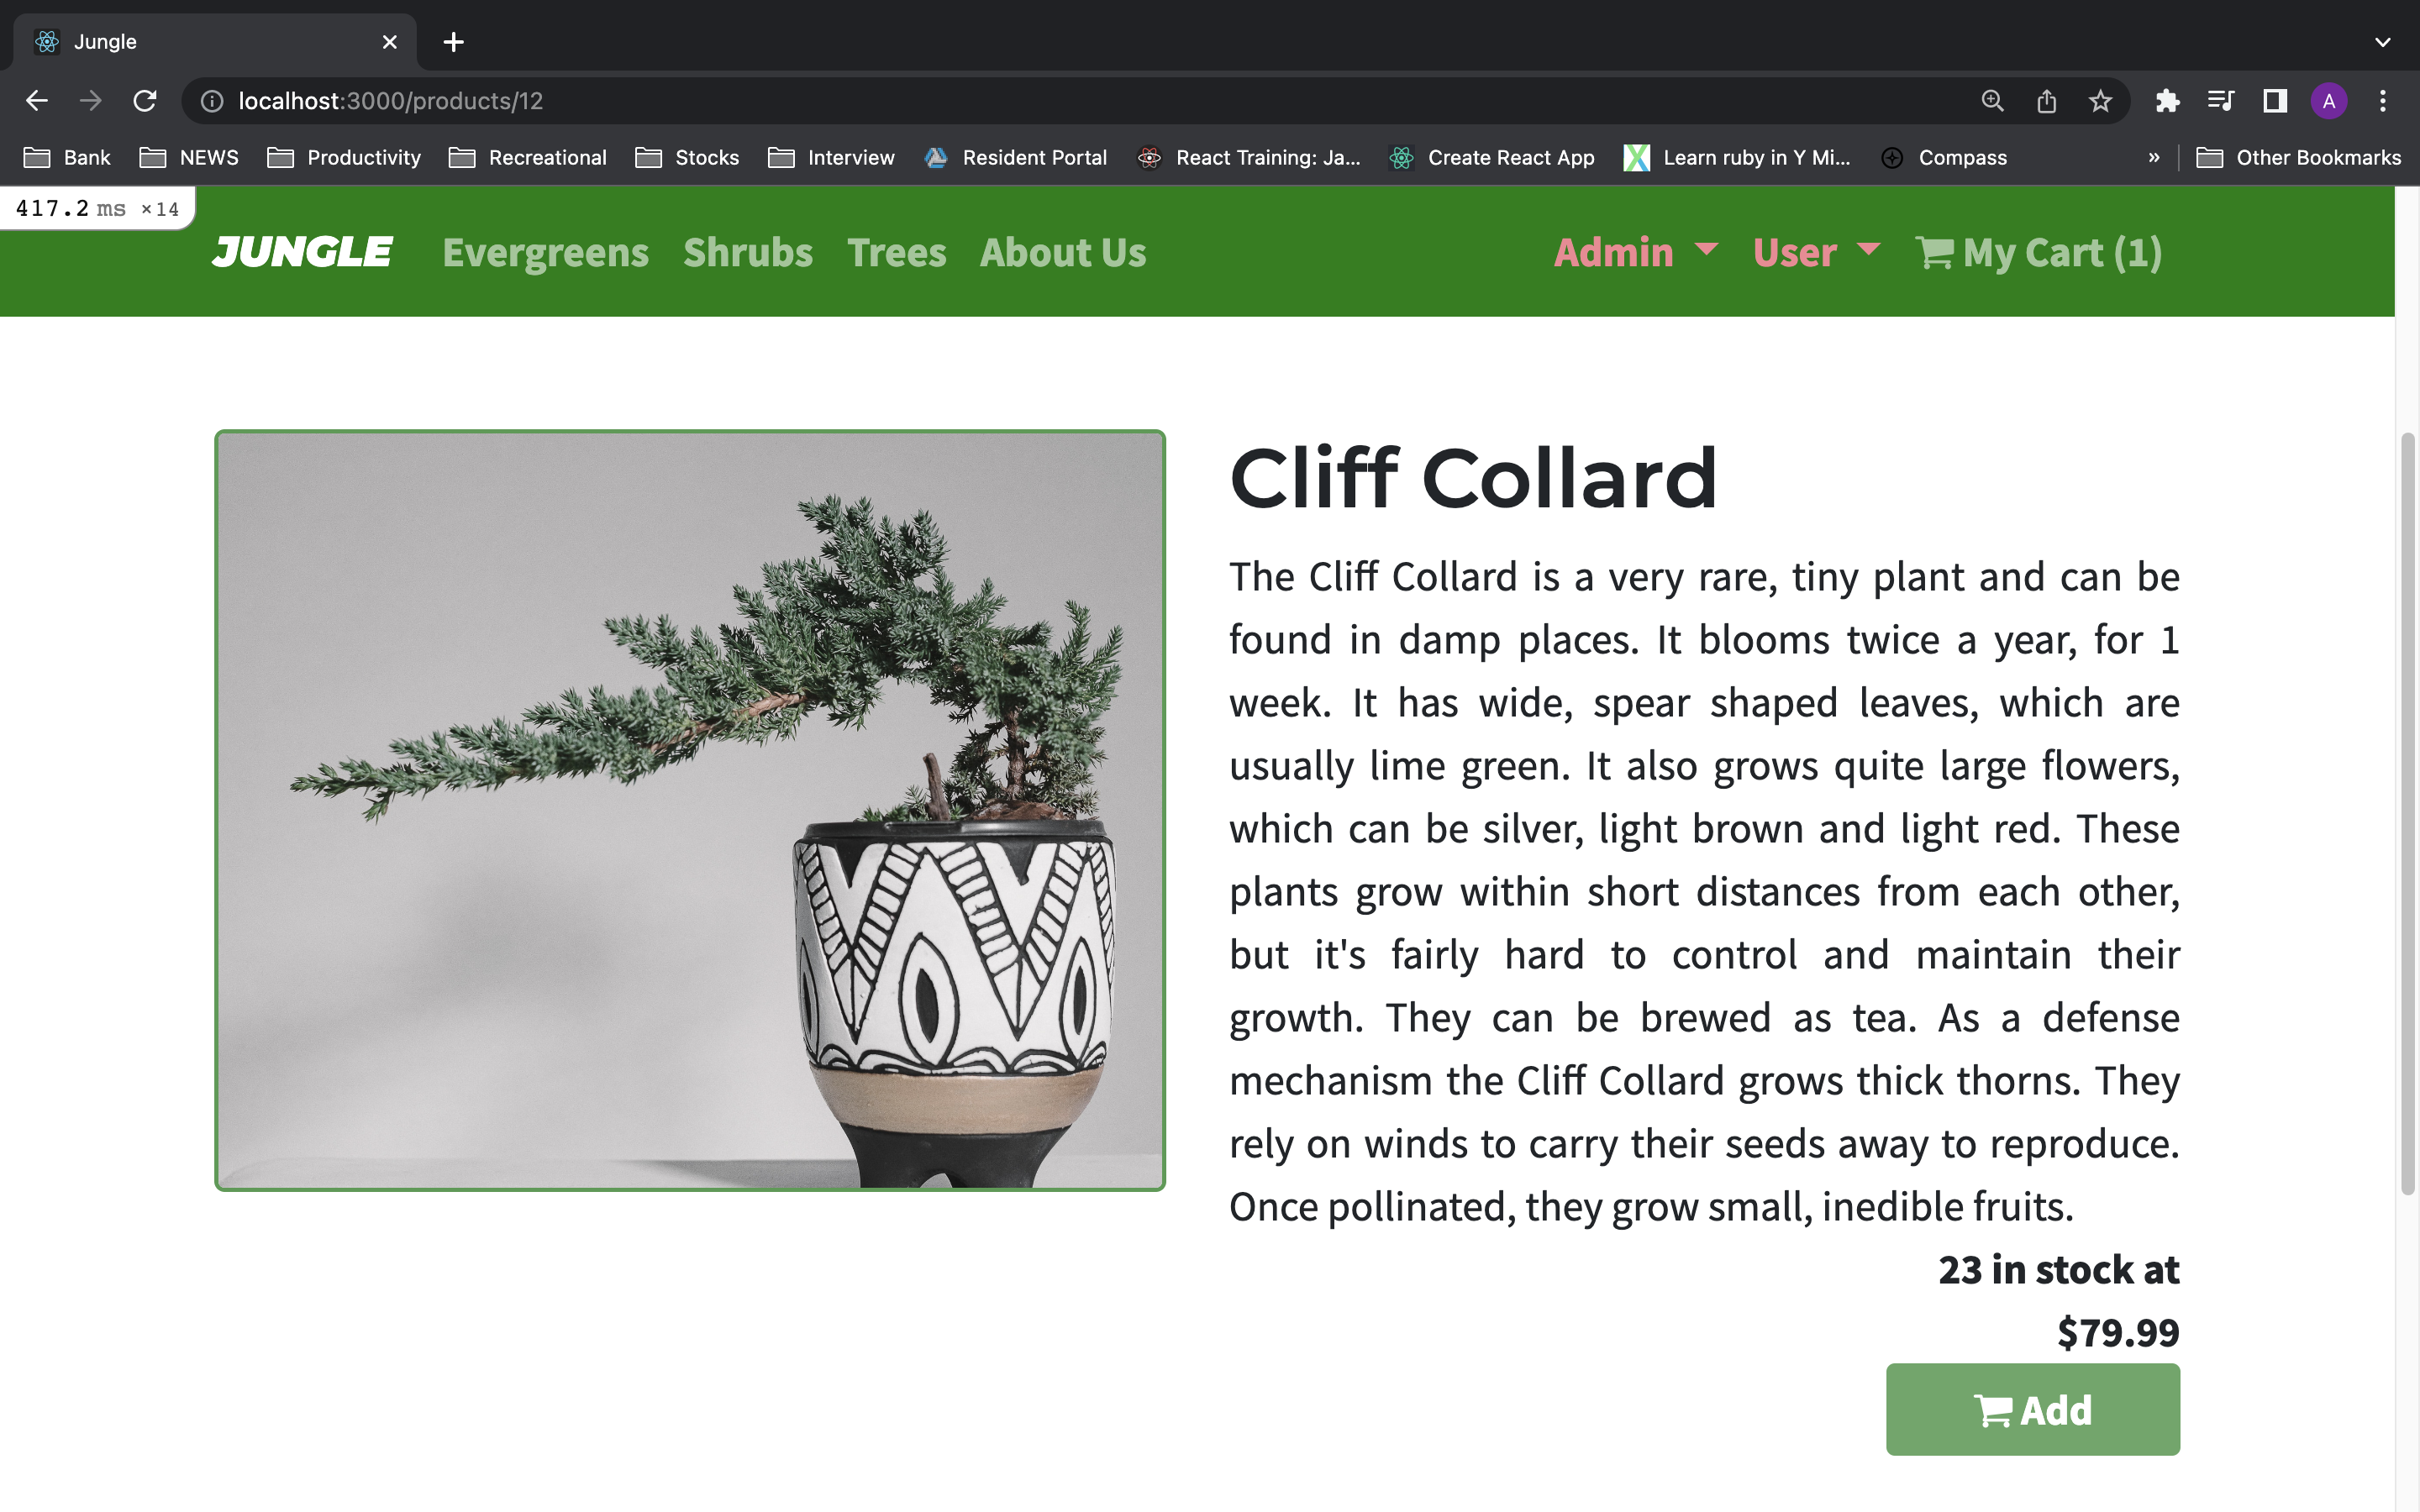 Jungle
localhost:3000/products/12
A
Bank NEWS Productivity Recreational Stocks Interview Resident Portal React Training: Ja... Create React App Learn ruby in Y Mi... Compass » Other Bookmarks
417.2 ms ×14
JUNGLE Evergreens Shrubs Trees About Us Admin User My Cart (1)
Cliff Collard
The Cliff Collard is a very rare, tiny plant and can be
found in damp places. It blooms twice a year, for 1
week. It has wide, spear shaped leaves, which are
usually lime green. It also grows quite large flowers,
which can be silver, light brown and light red. These
plants grow within short distances from each other,
but it's fairly hard to control and maintain their
growth. They can be brewed as tea. As a defense
mechanism the Cliff Collard grows thick thorns. They
rely on winds to carry their seeds away to reproduce.
Once pollinated, they grow small, inedible fruits.
23 in stock at
$79.99
Add